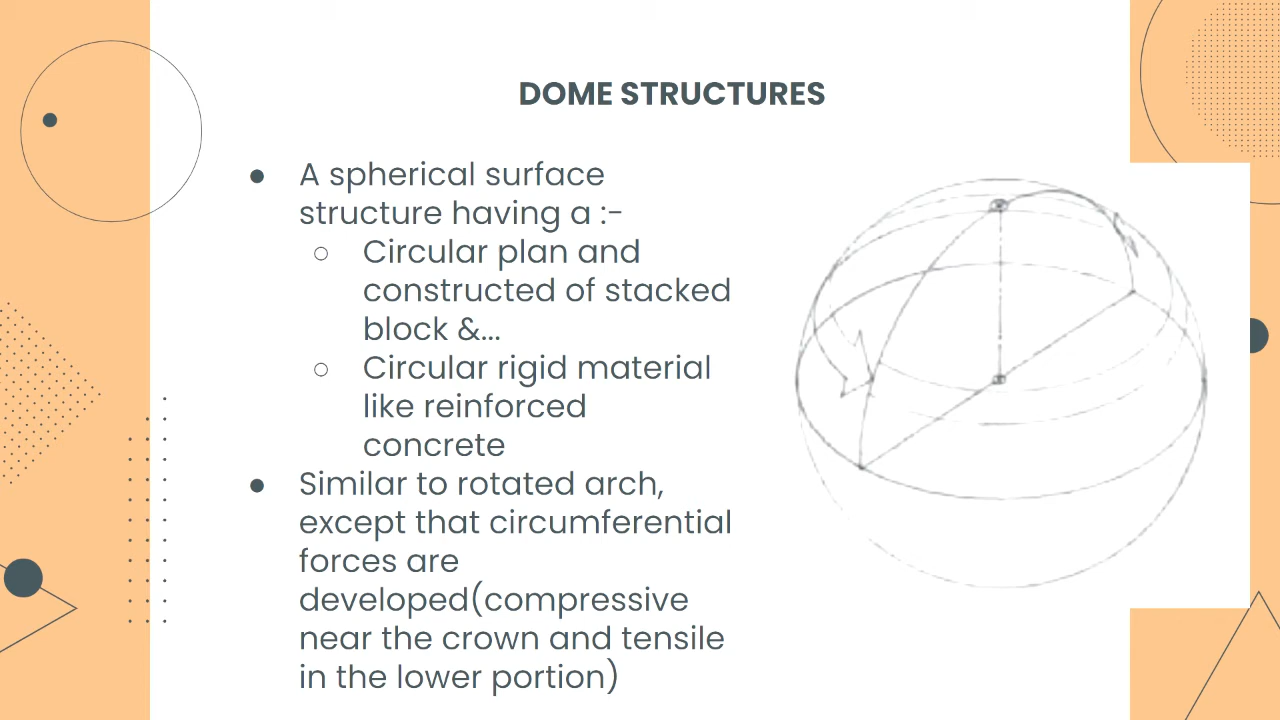 DOME STRUCTURES
● A spherical surface
structure having a :-
○ Circular plan and
constructed of stacked
block &...
○ Circular rigid material
like reinforced
concrete
● Similar to rotated arch,
except that circumferential
forces are
developed(compressive
near the crown and tensile
in the lower portion)